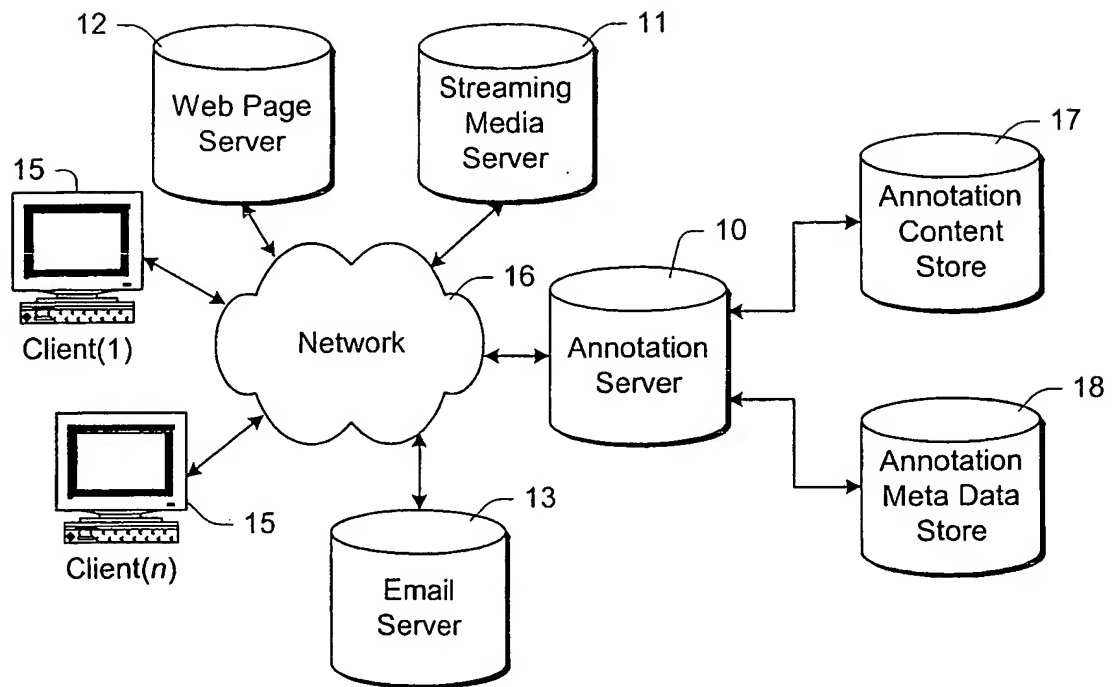 12
Web Page
Server
11
Streaming
Media
Server
17
Annotation
Content
Store
15
Client(1)
16
Network
10
Annotation
Server
18
Annotation
Meta Data
Store
15
Client(n)
13
Email
Server